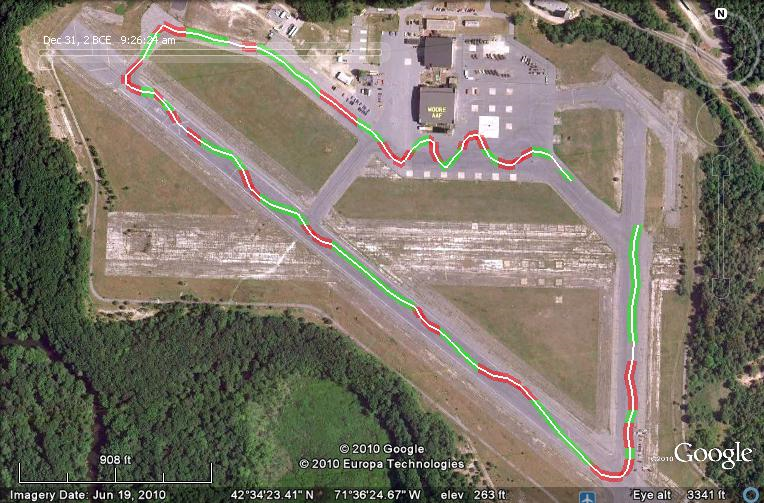 N
Dec 31, 2 BCE 9:26:24 am
MOORE
AAF
© 2010 Google
© 2010 Europa Technologies
©2010 Google
908 ft
Imagery Date: Jun 19, 2010 42°34'23.41" N 71°36'24.67" W elev 263 ft Eye alt 3341 ft